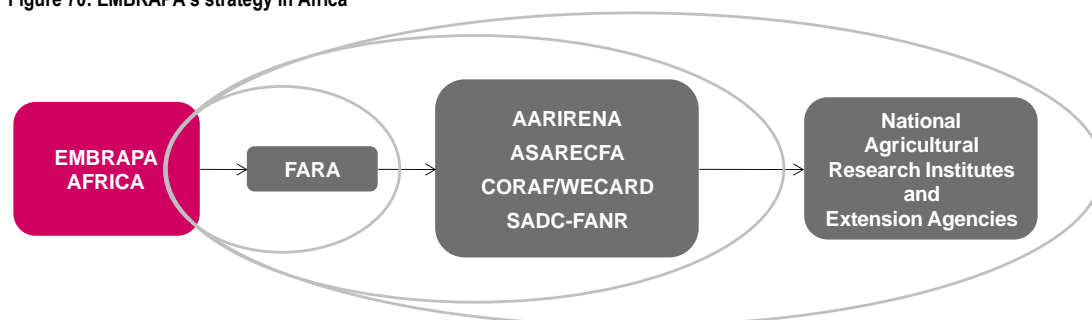 Figure 70: EMBRAPA's strategy in Africa
EMBRAPA
AFRICA
FARA
AARIRENA
ASARECFA
CORAF/WECARD
SADC-FANR
National
Agricultural
Research Institutes
and
Extension Agencies